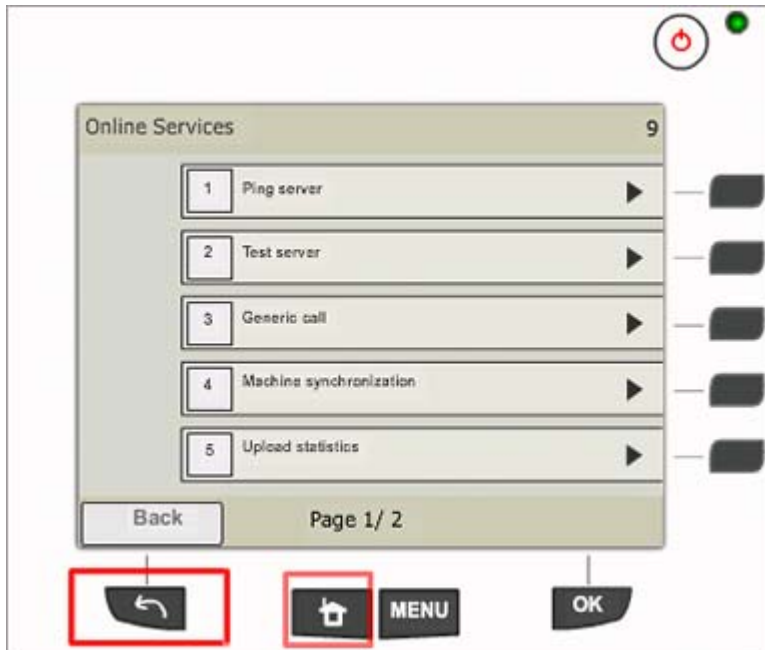 Online Services 9
1 Ping server
2 Test server
3 Generic call
4 Machine synchronization
5 Upload statistics
Back Page 1/ 2
MENU OK